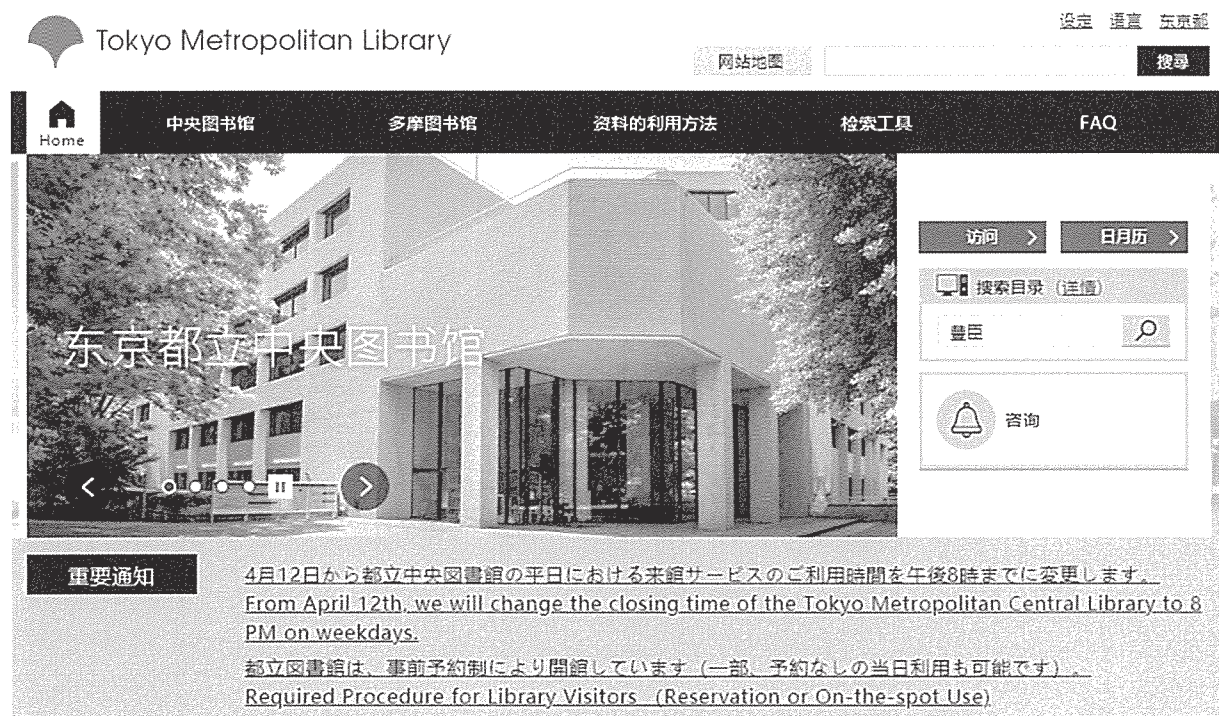 Tokyo Metropolitan Library
设定 语言 东京都
网站地图
搜尋
Home
中央图书馆
多摩图书馆
资料的利用方法
检索工具
FAQ
访问
日月历
搜索目录（详情）
豊臣
咨询
东京都立中央图书馆
重要通知
4月12日から都立中央図書館の平日における来館サービスのご利用時間を午後8時までに変更します。
From April 12th, we will change the closing time of the Tokyo Metropolitan Central Library to 8
PM on weekdays.
都立図書館は、事前予約制により開館しています（一部、予約なしの当日利用も可能です）。
Required Procedure for Library Visitors （Reservation or On-the-spot Use)